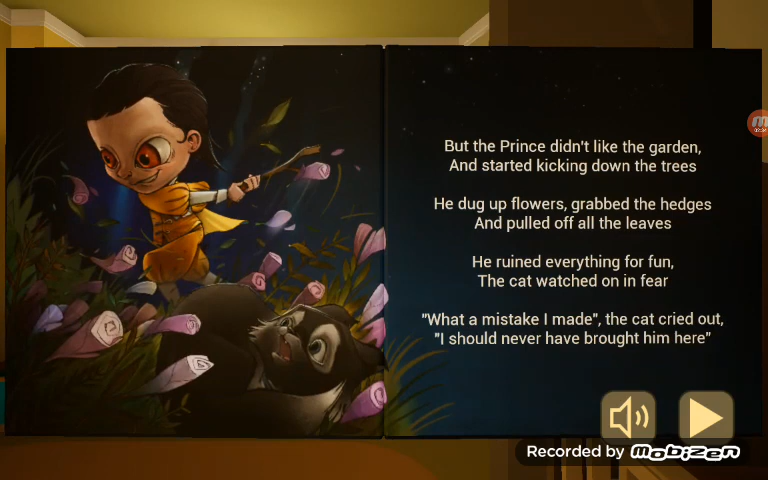 But the Prince didn't like the garden,
And started kicking down the trees
He dug up flowers, grabbed the hedges
And pulled off all the leaves
He ruined everything for fun,
The cat watched on in fear
"What a mistake I made", the cat cried out,
"I should never have brought him here"
Recorded by mobizen